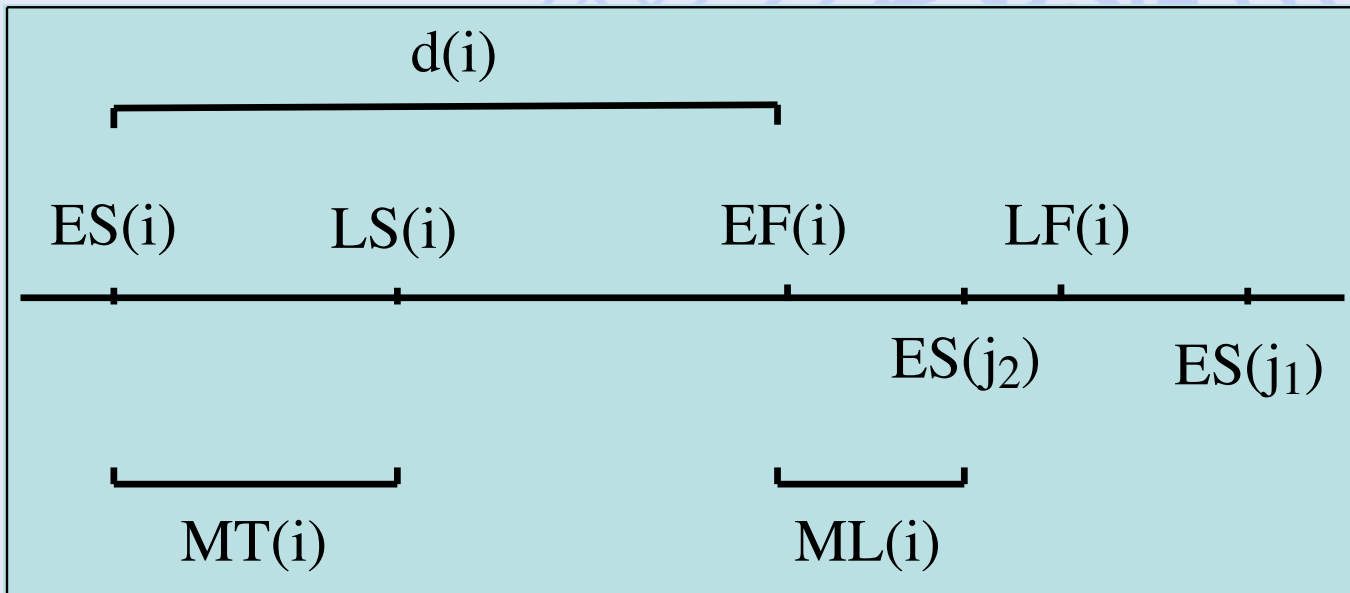 d(i)
ES(i) LS(i) EF(i) LF(i)
ES(j₂) ES(j₁)
MT(i) ML(i)